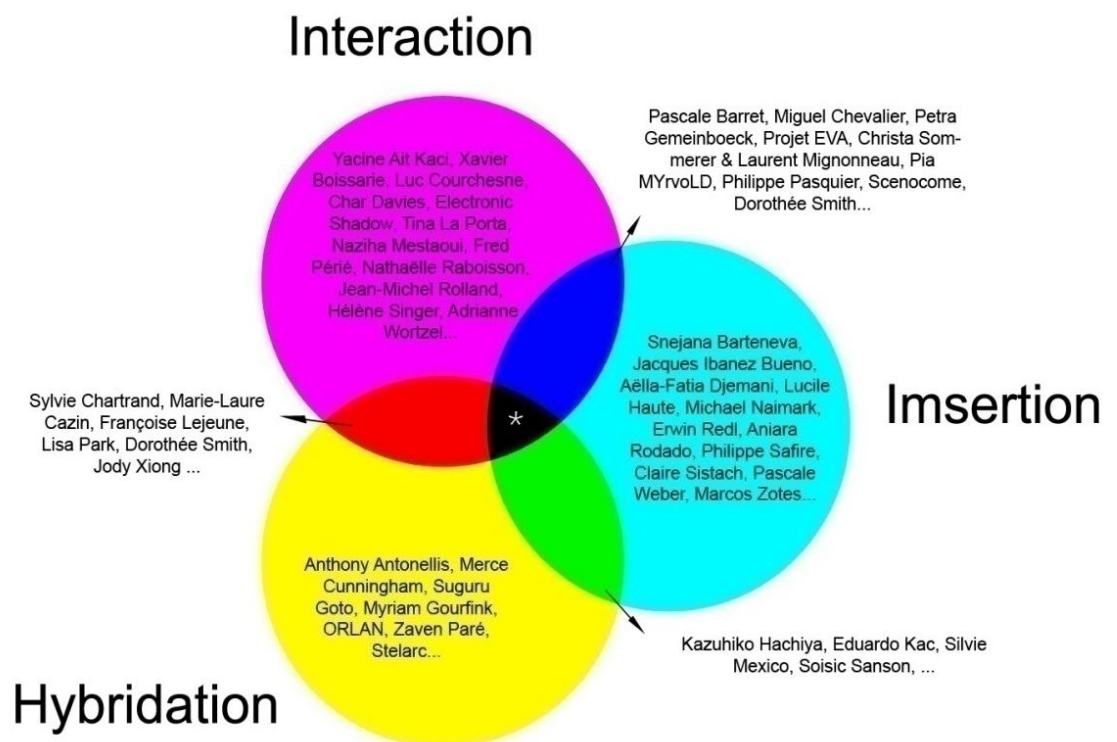 Interaction
Pascale Barret, Miguel Chevalier, Petra
Gemeinboeck, Projet EVA, Christa Som-
merer & Laurent Mignonneau, Pia
MYrvoLD, Philippe Pasquier, Scenocome,
Dorothée Smith...
Yacine Ait Kaci, Xavier
Boissarie, Luc Courchesne,
Char Davies, Electronic
Shadow, Tina La Porta,
Naziha Mestaoui, Fred
Périé, Nathaëlle Raboisson,
Jean-Michel Rolland,
Hélène Singer, Adrianne
Wortzel...
Snejana Barteneva,
Jacques Ibanez Bueno,
Aëlla-Fatia Djemani, Lucile
Haute, Michael Naimark,
Erwin Redl, Aniara
Rodado, Philippe Safire,
Claire Sistach, Pascale
Weber, Marcos Zotes...
Imsertion
Sylvie Chartrand, Marie-Laure
Cazin, Françoise Lejeune,
Lisa Park, Dorothée Smith,
Jody Xiong ...
*
Anthony Antonellis, Merce
Cunningham, Suguru
Goto, Myriam Gourfink,
ORLAN, Zaven Paré,
Stelarc...
Kazuhiko Hachiya, Eduardo Kac, Silvie
Mexico, Soisic Sanson, ...
Hybridation